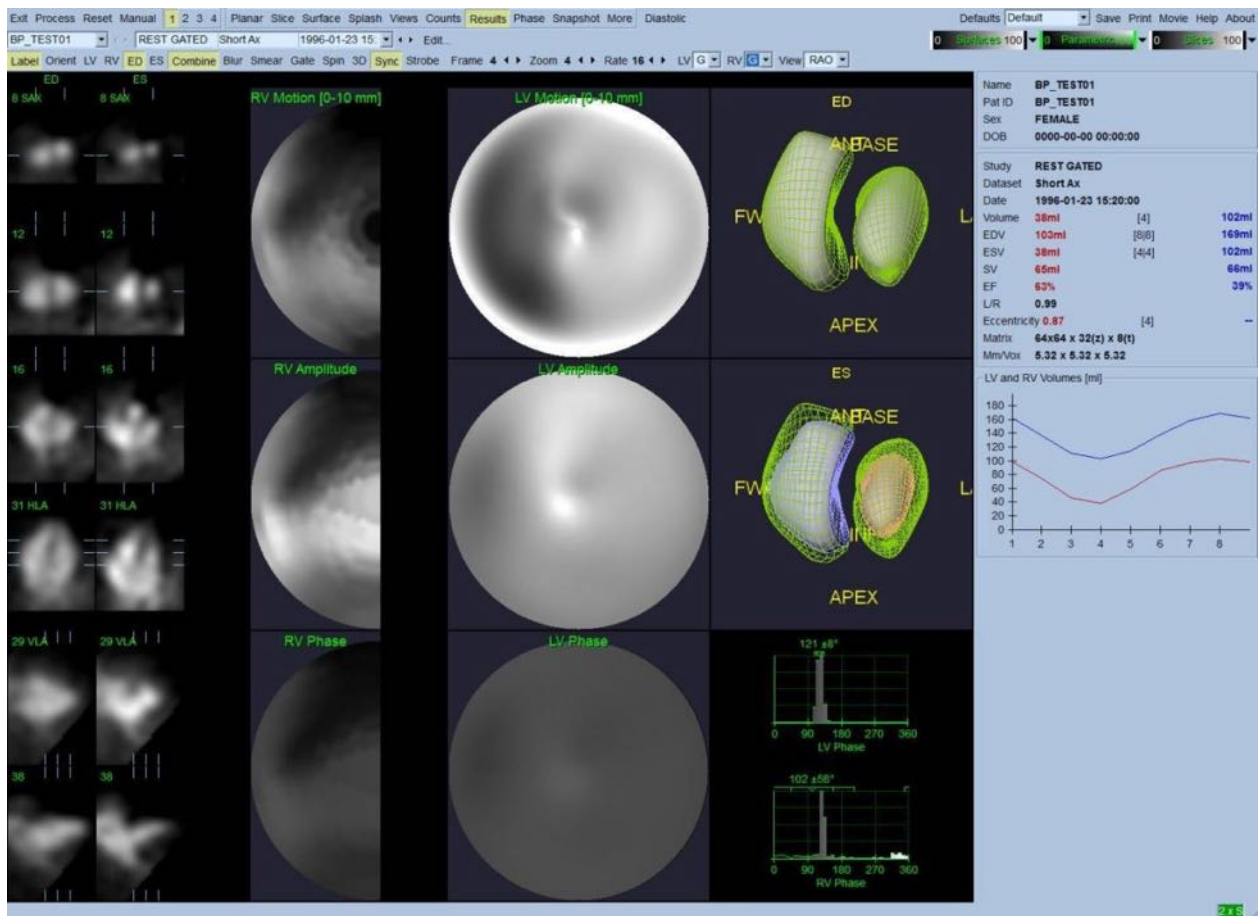 Exit Process Reset Manual 1 2 3 4 Planar Slice Surface Splash Views Counts Results Phase Snapshot More Diastolic Defaults Default Save Print Movie Help About
BP_TEST01 REST GATED Short Ax 1996-01-23 15: Edit... 0 Surfaces 100 0 Parametric 0 Slices 100
Label Orient LV RV ED ES Combine Blur Smear Gate Spin 3D Sync Strobe Frame 4 Zoom 4 Rate 16 LV G RV G View RAO
ED ES
8 SAX 8 SAX
12 12
16 16
31 HLA 31 HLA
29 VLA 29 VLA
38 38
RV Motion [0-10 mm] LV Motion [0-10 mm]
ED
ANT BASE
FW
APEX
RV Amplitude LV Amplitude
ES
ANT BASE
FW
APEX
RV Phase LV Phase
121 ±8°
0 90 180 270 360
LV Phase
102 ±56°
0 90 180 270 360
RV Phase
Name BP_TEST01
Pat ID BP_TEST01
Sex FEMALE
DOB 0000-00-00 00:00:00
Study REST GATED
Dataset Short Ax
Date 1996-01-23 15:20:00
Volume 38ml [4] 102ml
EDV 103ml [8|8] 169ml
ESV 38ml [4|4] 102ml
SV 65ml 66ml
EF 63% 39%
L/R 0.99
Eccentricity 0.87 [4] --
Matrix 64x64 x 32(z) x 8(t)
Mm/Vox 5.32 x 5.32 x 5.32
LV and RV Volumes [ml]
180
160
140
120
100
80
60
40
20
0
1 2 3 4 5 6 7 8
2 x S